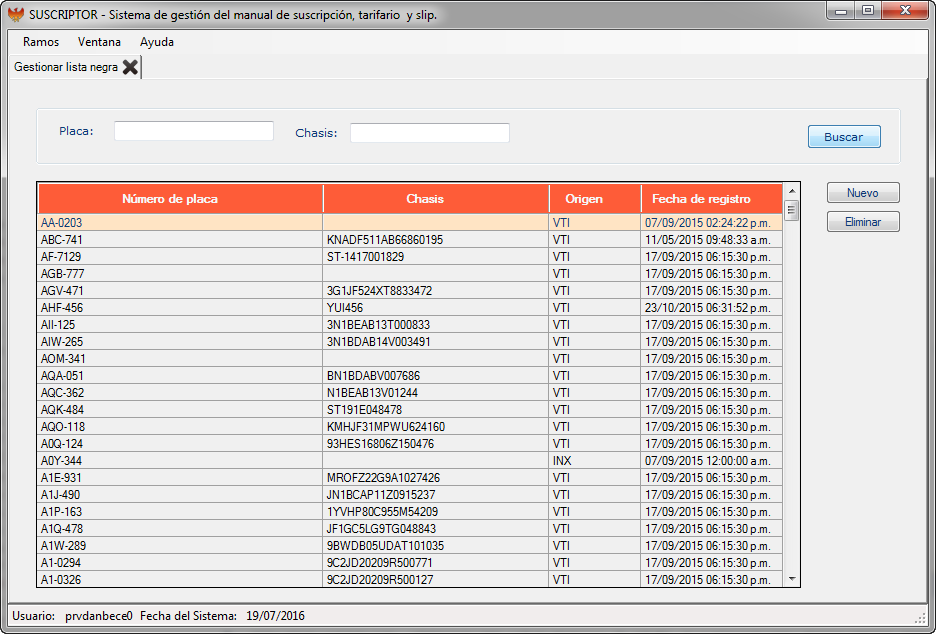 SUSCRIPTOR - Sistema de gestión del manual de suscripción, tarifario y slip.
Ramos Ventana Ayuda
Gestionar lista negra
Placa: Chasis: Buscar
Número de placa Chasis Origen Fecha de registro
Nuevo
Eliminar
AA-0203 VTI 07/09/2015 02:24:22 p.m.
ABC-741 KNADF511AB66860195 VTI 11/05/2015 09:48:33 a.m.
AF-7129 ST-1417001829 VTI 17/09/2015 06:15:30 p.m.
AGB-777 VTI 17/09/2015 06:15:30 p.m.
AGV-471 3G1JF524XT8833472 VTI 17/09/2015 06:15:30 p.m.
AHF-456 YUI456 VTI 23/10/2015 06:31:52 p.m.
AII-125 3N1BEAB13T000833 VTI 17/09/2015 06:15:30 p.m.
AIW-265 3N1BDAB14V003491 VTI 17/09/2015 06:15:30 p.m.
AOM-341 VTI 17/09/2015 06:15:30 p.m.
AQA-051 BN1BDABV007686 VTI 17/09/2015 06:15:30 p.m.
AQC-362 N1BEAB13V01244 VTI 17/09/2015 06:15:30 p.m.
AQK-484 ST191E048478 VTI 17/09/2015 06:15:30 p.m.
AQO-118 KMHJF31MPWU624160 VTI 17/09/2015 06:15:30 p.m.
A0Q-124 93HES16806Z150476 VTI 17/09/2015 06:15:30 p.m.
A0Y-344 INX 07/09/2015 12:00:00 a.m.
A1E-931 MROFZ22G9A1027426 VTI 17/09/2015 06:15:30 p.m.
A1J-490 JN1BCAP11Z0915237 VTI 17/09/2015 06:15:30 p.m.
A1P-163 1YVHP80C955M54209 VTI 17/09/2015 06:15:30 p.m.
A1Q-478 JF1GC5LG9TG048843 VTI 17/09/2015 06:15:30 p.m.
A1W-289 9BWDB05UDAT101035 VTI 17/09/2015 06:15:30 p.m.
A1-0294 9C2JD20209R500771 VTI 17/09/2015 06:15:30 p.m.
A1-0326 9C2JD20209R500127 VTI 17/09/2015 06:15:30 p.m.
Usuario: prvdanbece0 Fecha del Sistema: 19/07/2016